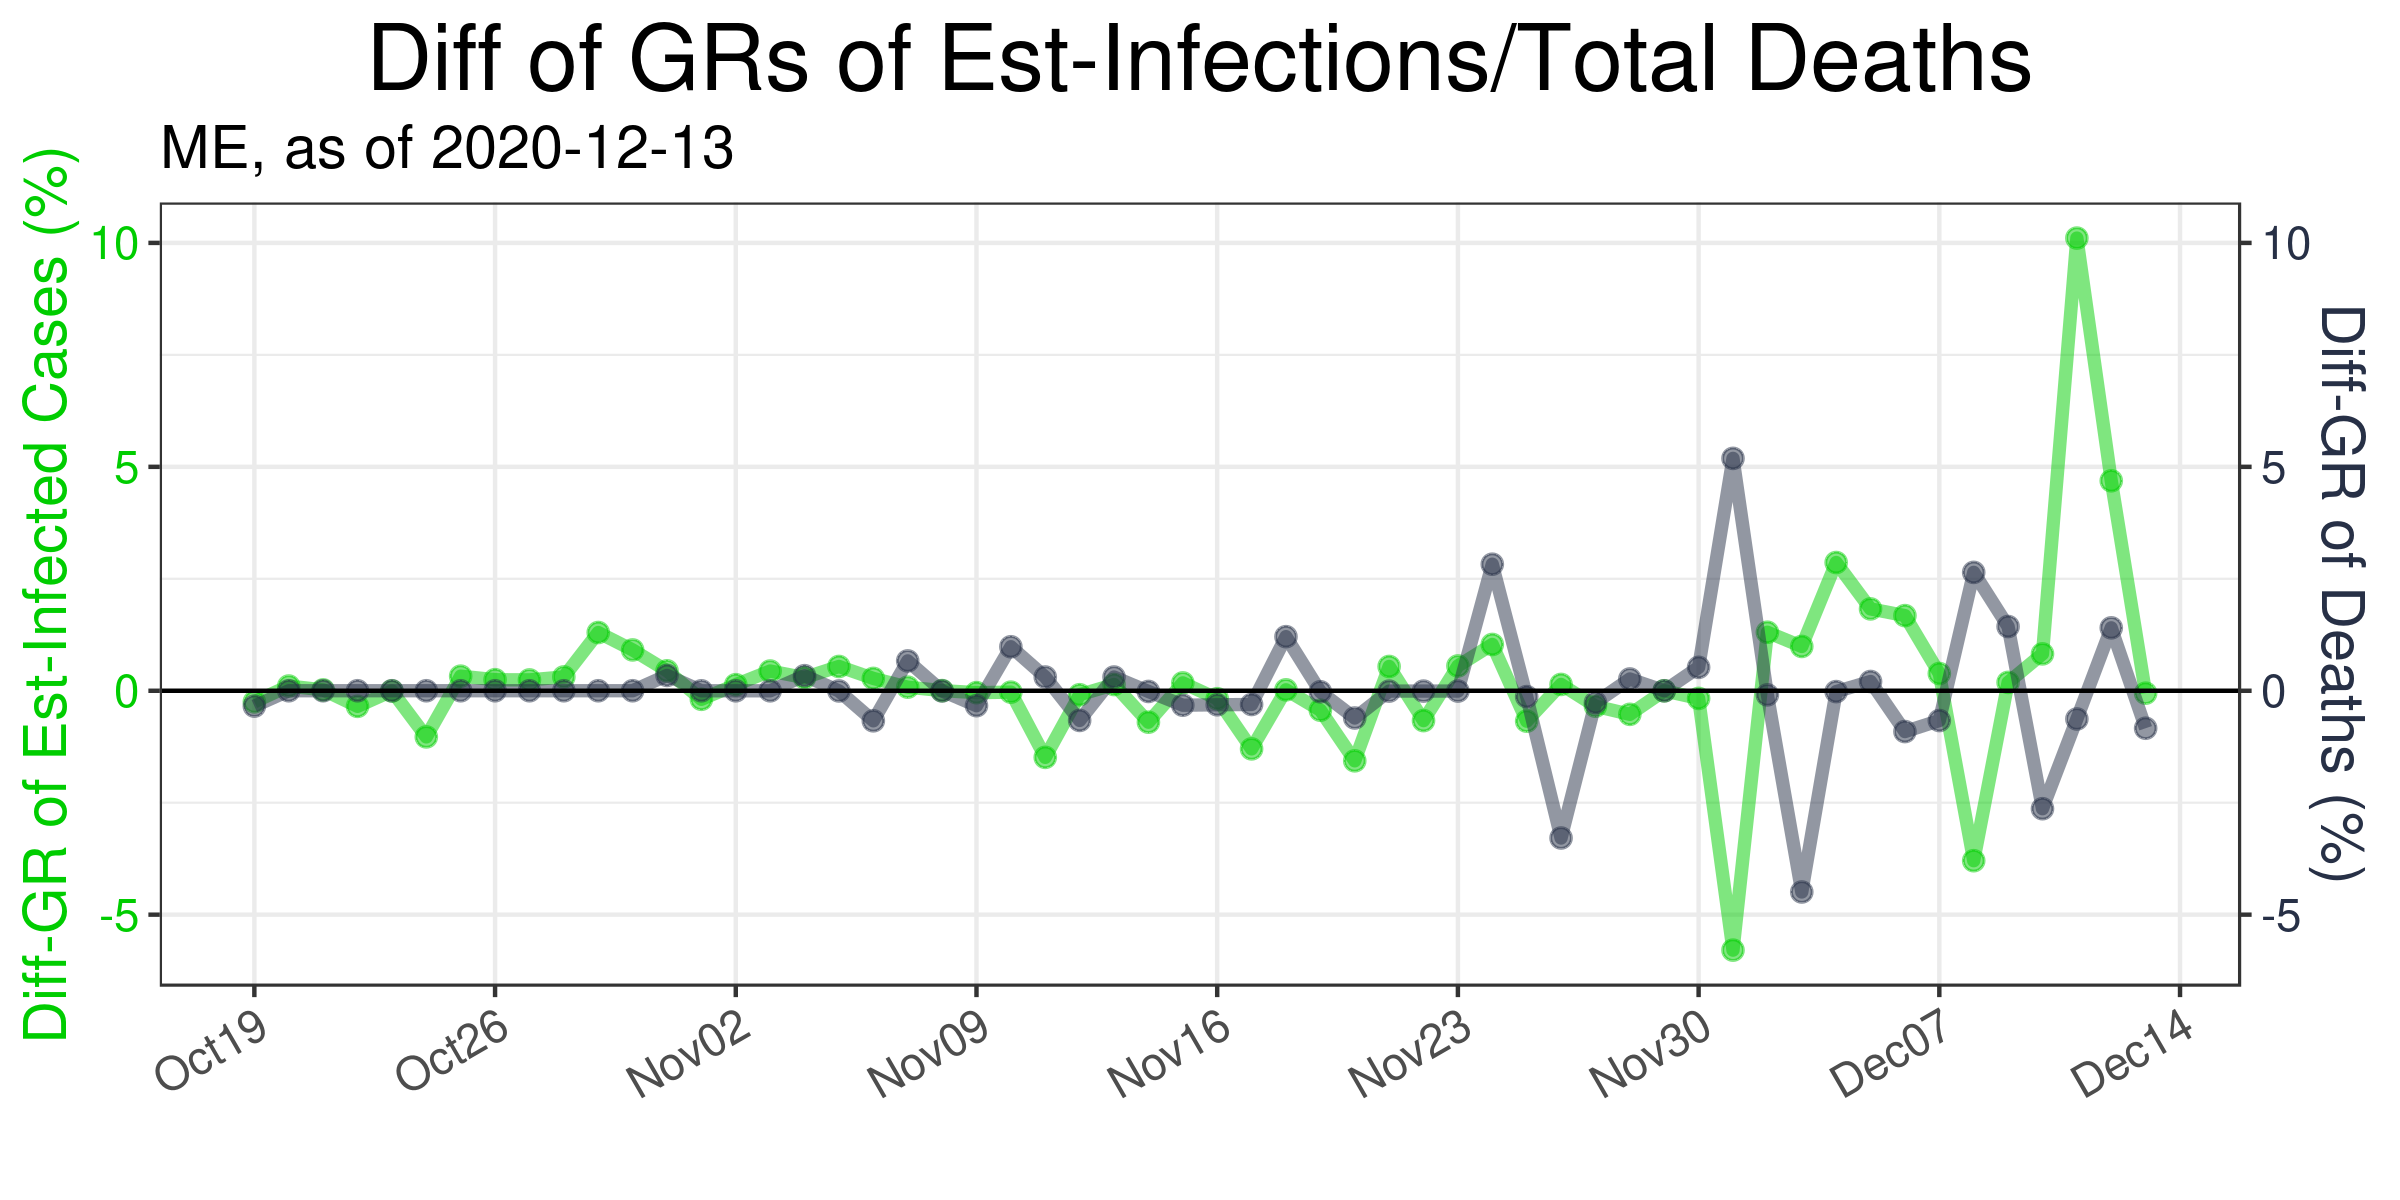 Diff of GRs of Est-Infections/Total Deaths
ME, as of 2020-12-13
Diff-GR of Est-Infected Cases (%)
10
5
0
-5
10
5
0
-5
Diff-GR of Deaths (%)
Oct19
Oct26
Nov02
Nov09
Nov16
Nov23
Nov30
Dec07
Dec14